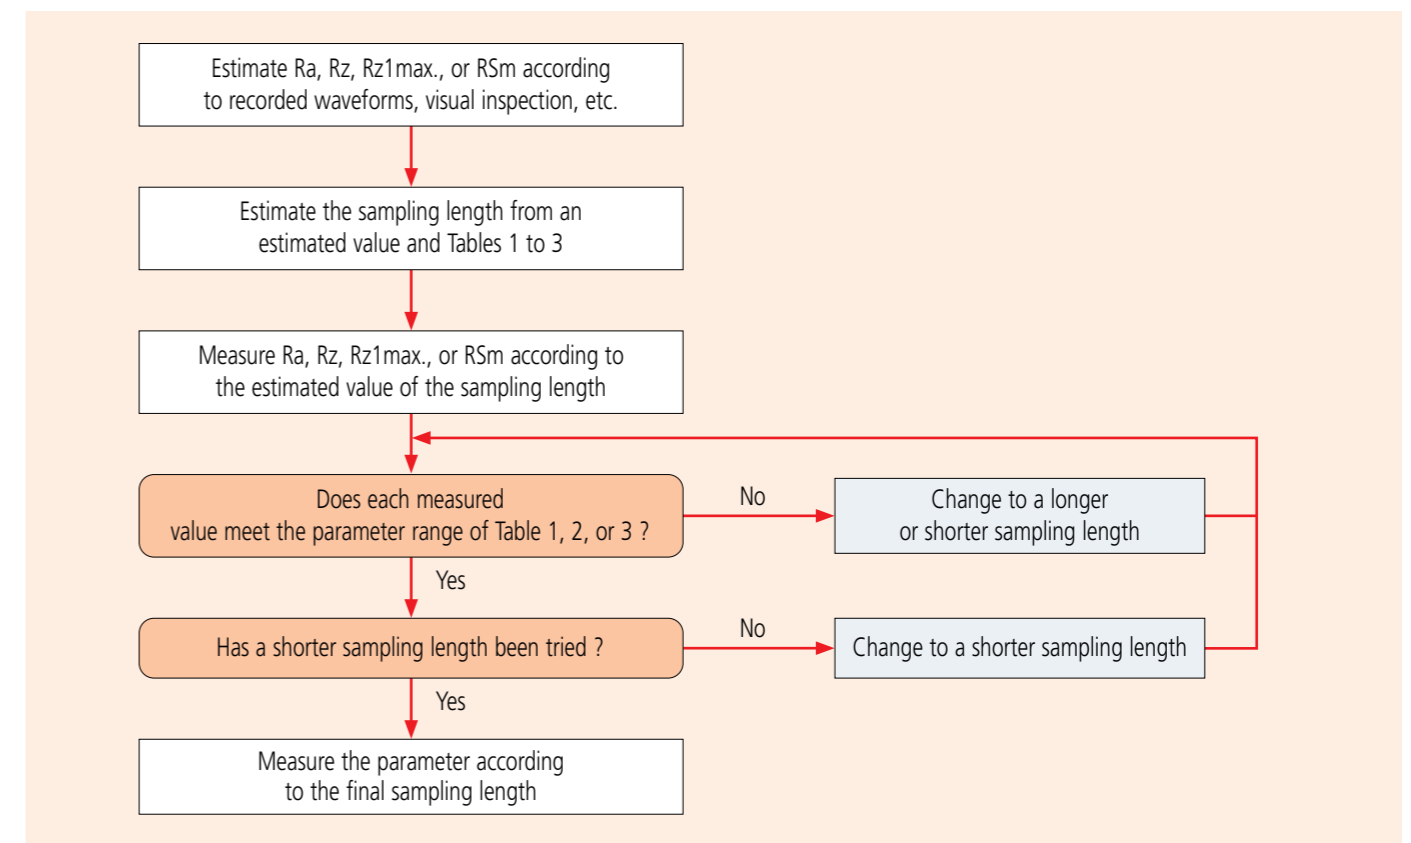 Estimate Ra, Rz, Rz1max., or RSm according
to recorded waveforms, visual inspection, etc.
Estimate the sampling length from an
estimated value and Tables 1 to 3
Measure Ra, Rz, Rz1max., or RSm according to
the estimated value of the sampling length
Does each measured
value meet the parameter range of Table 1, 2, or 3 ?
No
Change to a longer
or shorter sampling length
Yes
Has a shorter sampling length been tried ?
No
Change to a shorter sampling length
Yes
Measure the parameter according
to the final sampling length